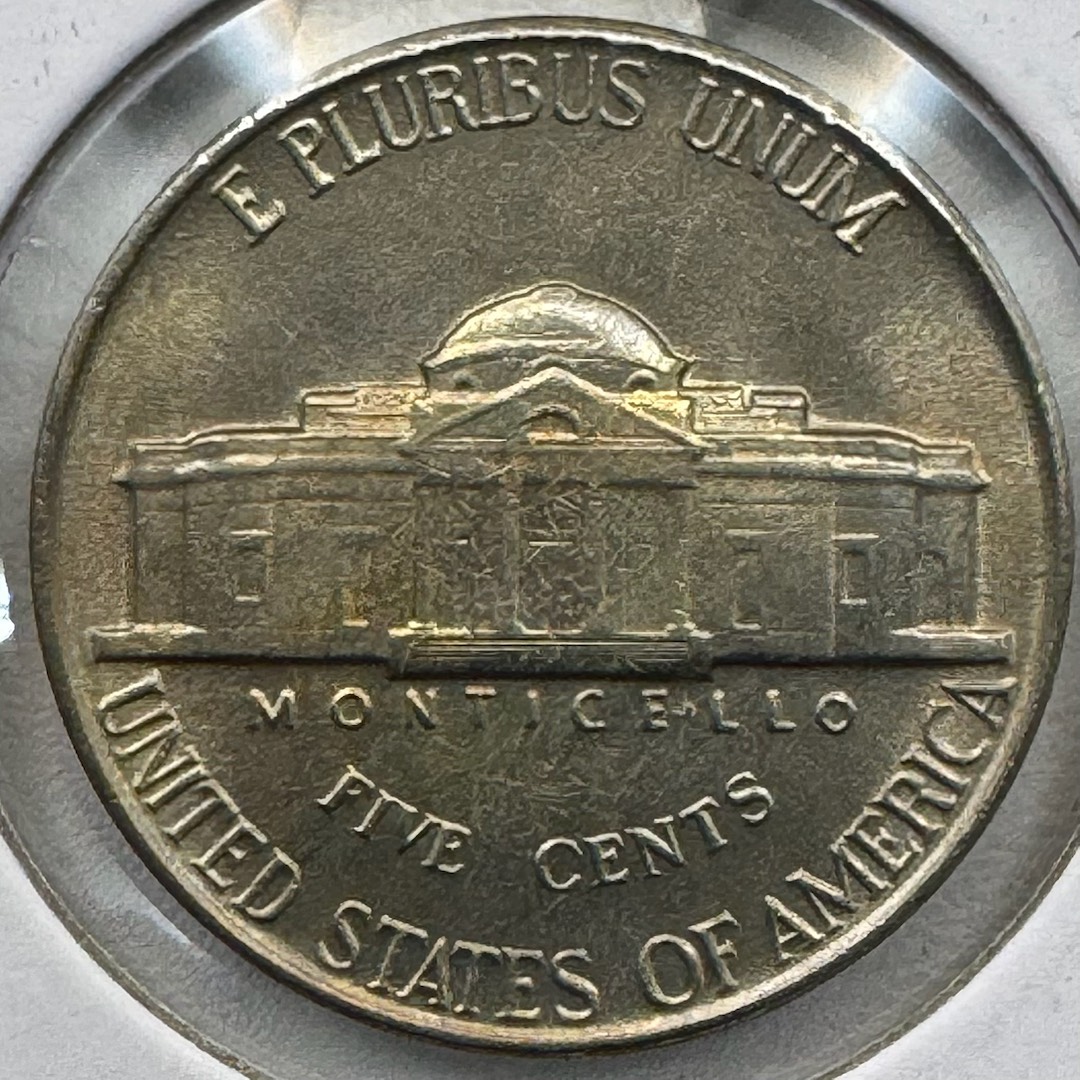 E PLURIBUS UNUM
MONTICELLO
FIVE CENTS
UNITED STATES OF AMERICA